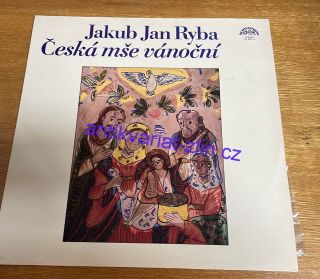 Jakub Jan Ryba
Česká mše vánoční
antikvariat-zlin.cz